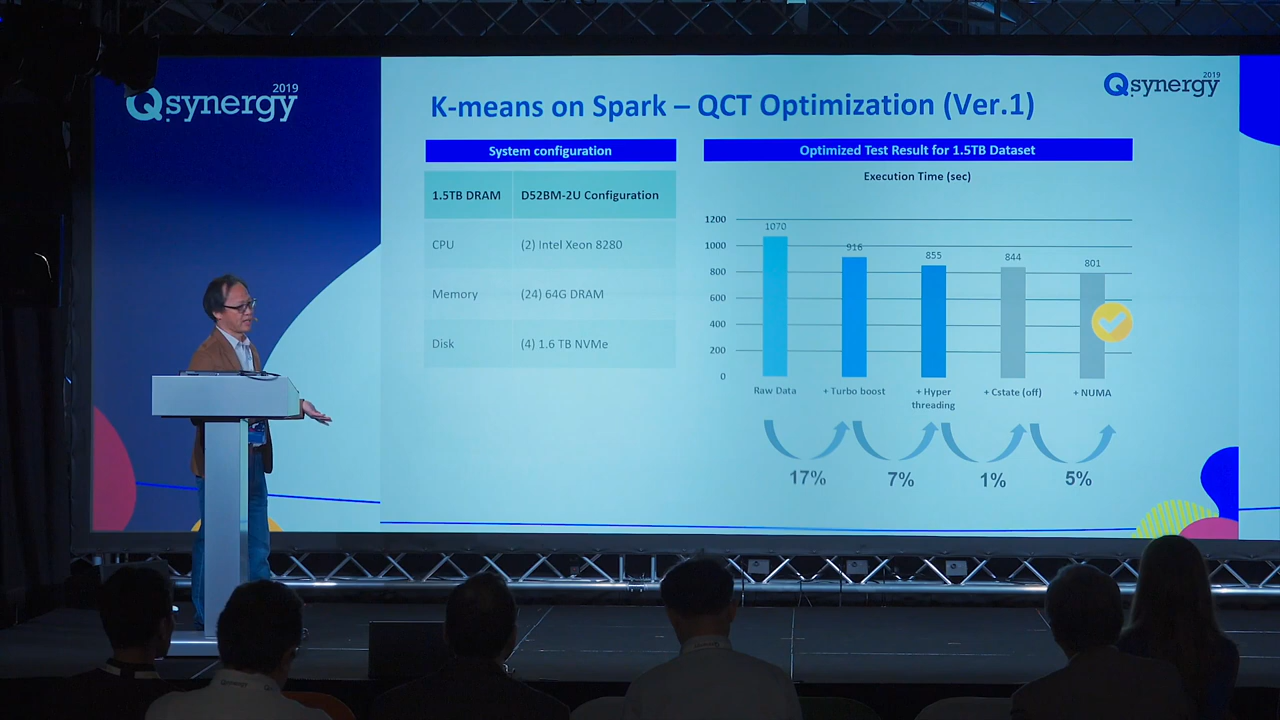 2019
Qsynergy
2019
Qsynergy
K-means on Spark – QCT Optimization (Ver.1)
System configuration
1.5TB DRAM D52BM-2U Configuration
CPU (2) Intel Xeon 8280
Memory (24) 64G DRAM
Disk (4) 1.6 TB NVMe
Optimized Test Result for 1.5TB Dataset
Execution Time (sec)
1200
1000
800
600
400
200
0
1070
916
855
844
801
Raw Data
+ Turbo boost
+ Hyper
threading
+ Cstate (off)
+ NUMA
17%
7%
1%
5%
Qsynergy